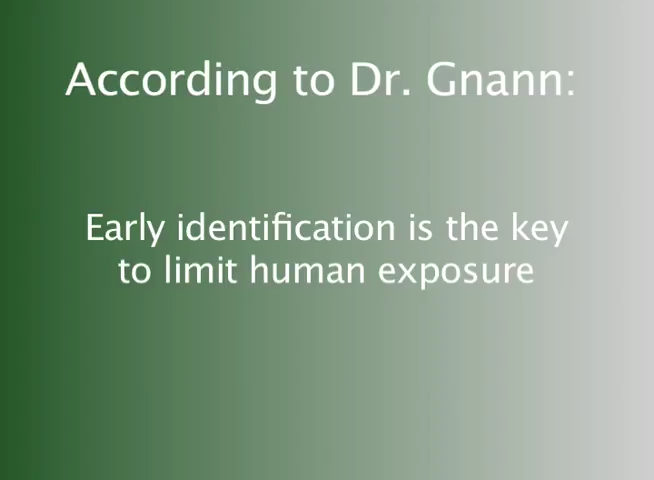 According to Dr. Gnann:
Early identification is the key
to limit human exposure